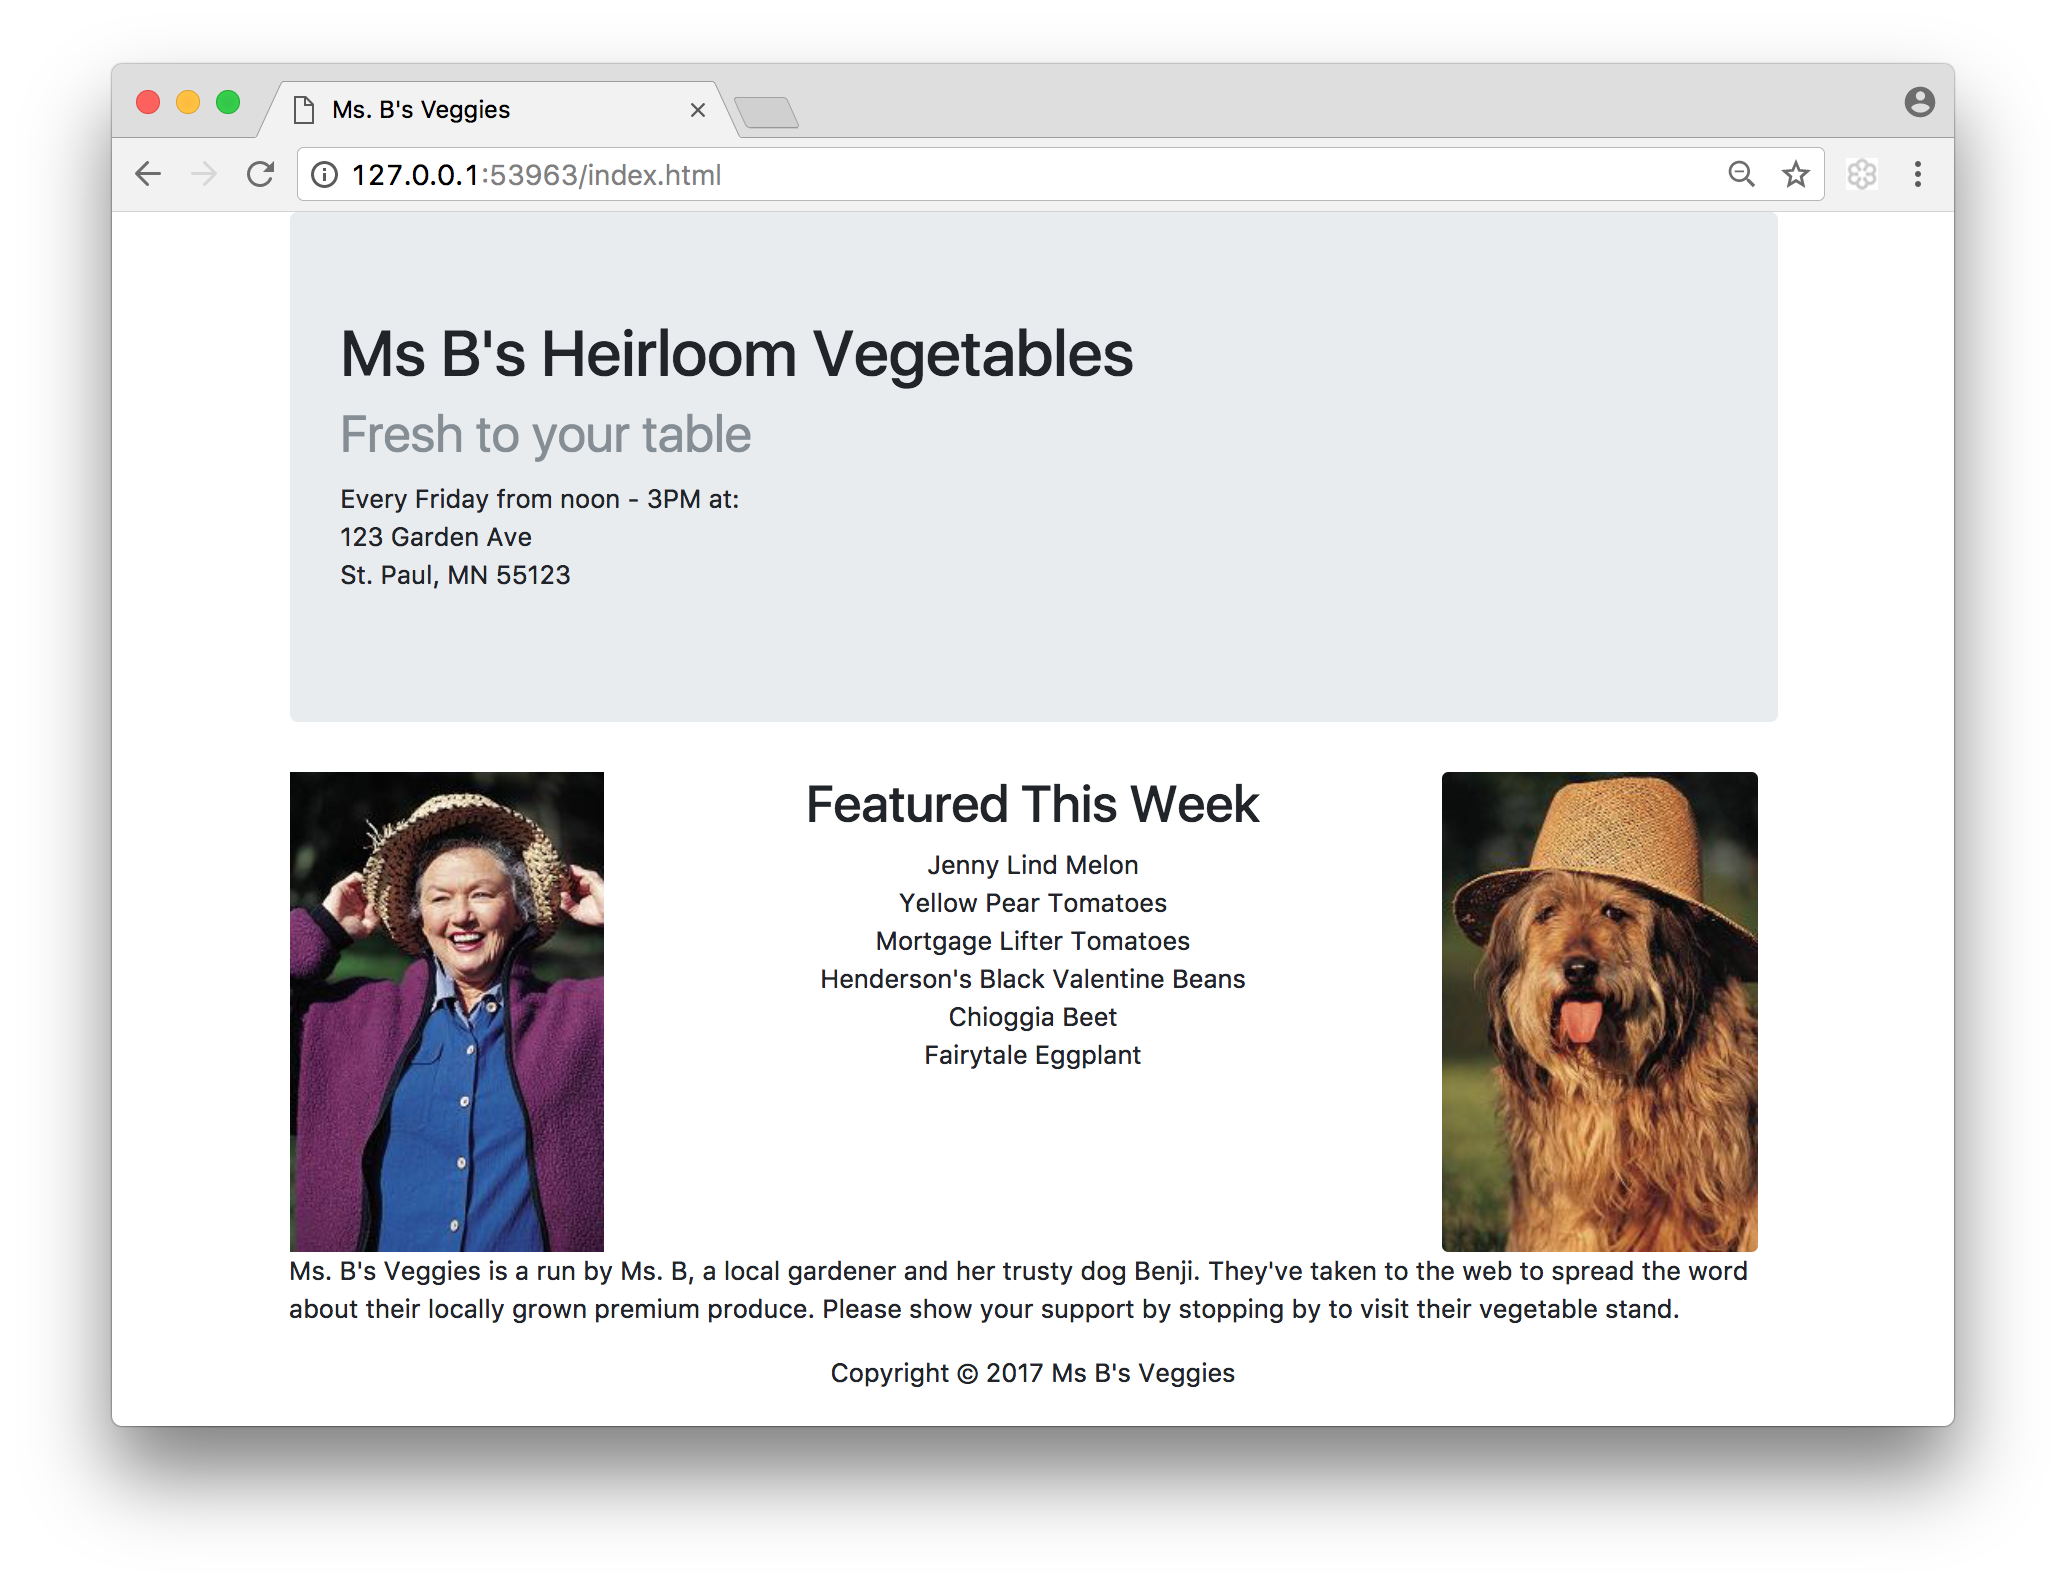 Ms. B's Veggies
127.0.0.1:53963/index.html
Ms B's Heirloom Vegetables
Fresh to your table
Every Friday from noon - 3PM at:
123 Garden Ave
St. Paul, MN 55123
Featured This Week
Jenny Lind Melon
Yellow Pear Tomatoes
Mortgage Lifter Tomatoes
Henderson's Black Valentine Beans
Chioggia Beet
Fairytale Eggplant
Ms. B's Veggies is a run by Ms. B, a local gardener and her trusty dog Benji. They've taken to the web to spread the word
about their locally grown premium produce. Please show your support by stopping by to visit their vegetable stand.
Copyright © 2017 Ms B's Veggies